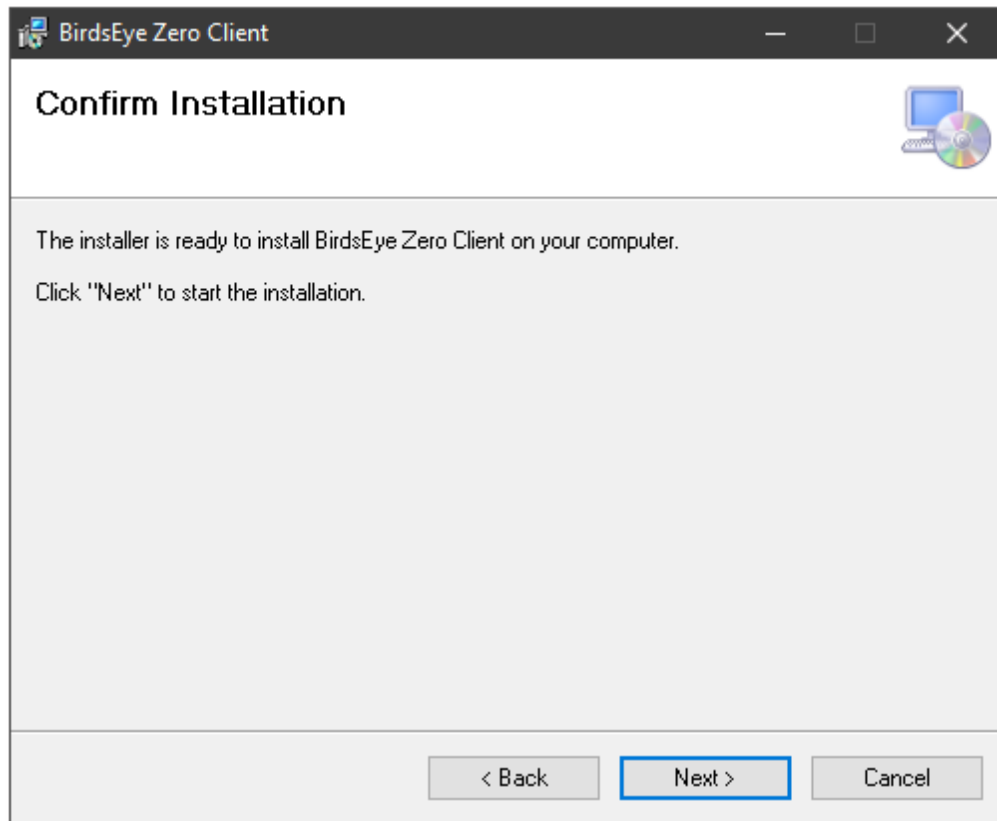 BirdsEye Zero Client
Confirm Installation
The installer is ready to install BirdsEye Zero Client on your computer.
Click "Next" to start the installation.
< Back
Next >
Cancel